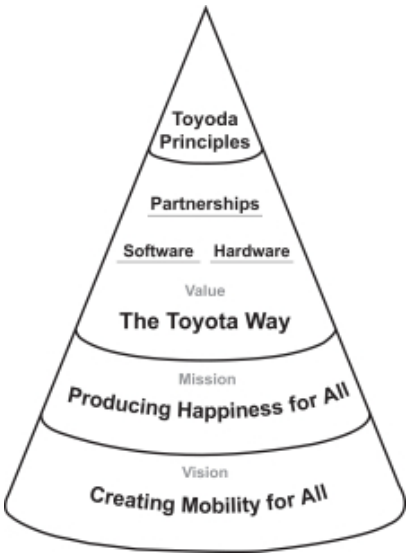 Toyoda
Principles
Partnerships
Software Hardware
Value
The Toyota Way
Mission
Producing Happiness for All
Vision
Creating Mobility for All